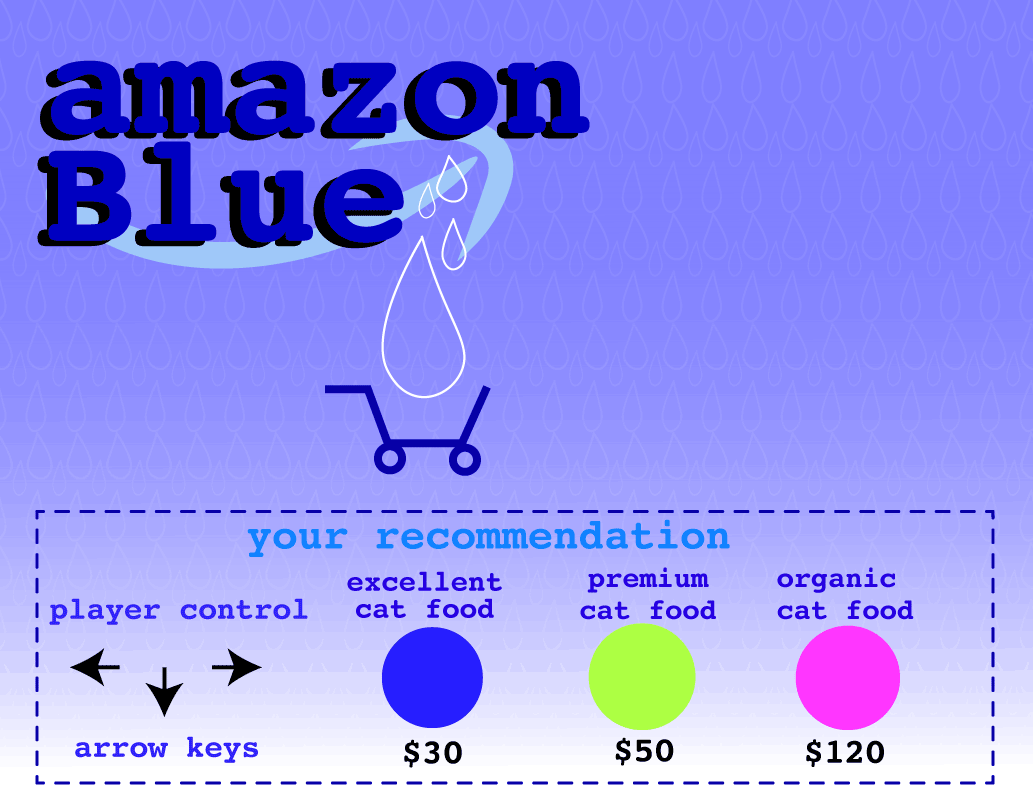 amazon
Blue
your recommendation
player control
arrow keys
excellent
cat food
$30
premium
cat food
$50
organic
cat food
$120